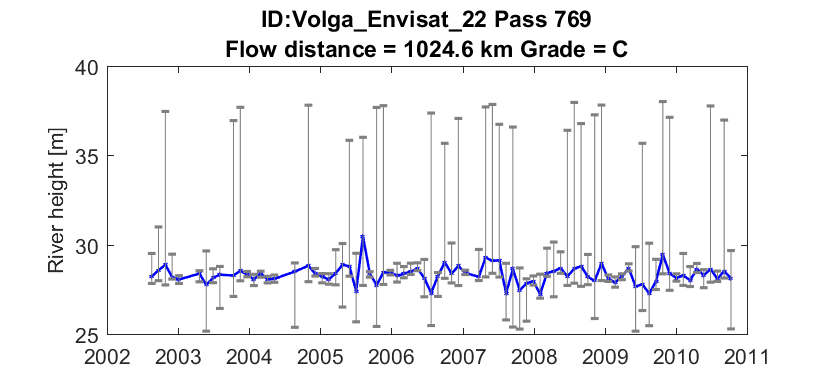 ID:Volga_Envisat_22 Pass 769
Flow distance = 1024.6 km Grade = C
River height [m]
40
35
30
25
2002 2003 2004 2005 2006 2007 2008 2009 2010 2011